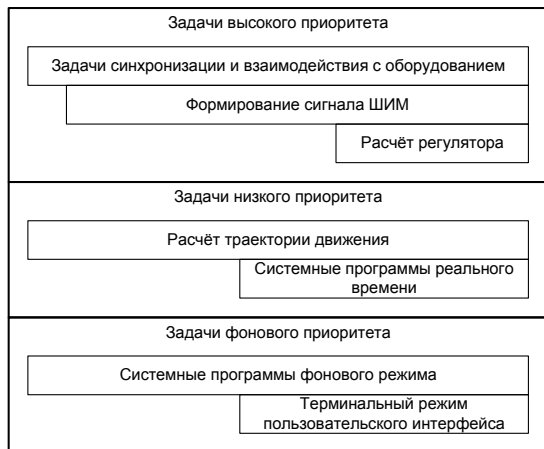 Задачи высокого приоритета
Задачи синхронизации и взаимодействия с оборудованием
Формирование сигнала ШИМ
Расчёт регулятора
Задачи низкого приоритета
Расчёт траектории движения
Системные программы реального
времени
Задачи фонового приоритета
Системные программы фонового режима
Терминальный режим
пользовательского интерфейса